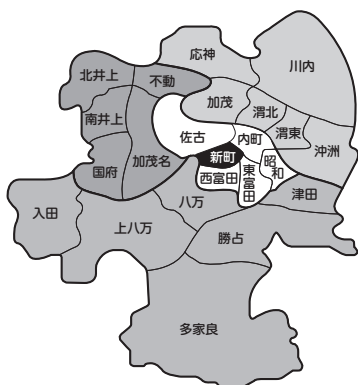 応神
川内
北井上
不動
加茂
渭北
南井上
渭東
沖洲
佐古
内町
新町
昭和
国府
加茂名
西富田
東富田
入田
八万
津田
上八万
勝占
多家良